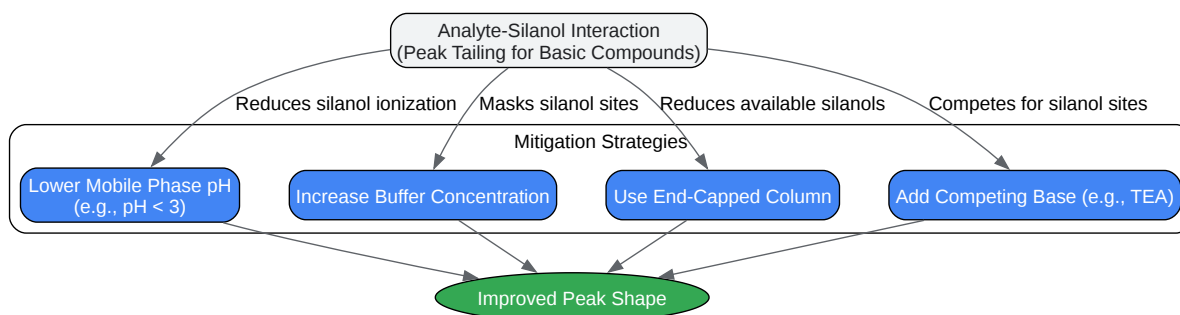 Analyte-Silanol Interaction
(Peak Tailing for Basic Compounds)
Reduces silanol ionization
Masks silanol sites
Reduces available silanols
Competes for silanol sites
Mitigation Strategies
Lower Mobile Phase pH
(e.g., pH < 3)
Increase Buffer Concentration
Use End-Capped Column
Add Competing Base (e.g., TEA)
Improved Peak Shape